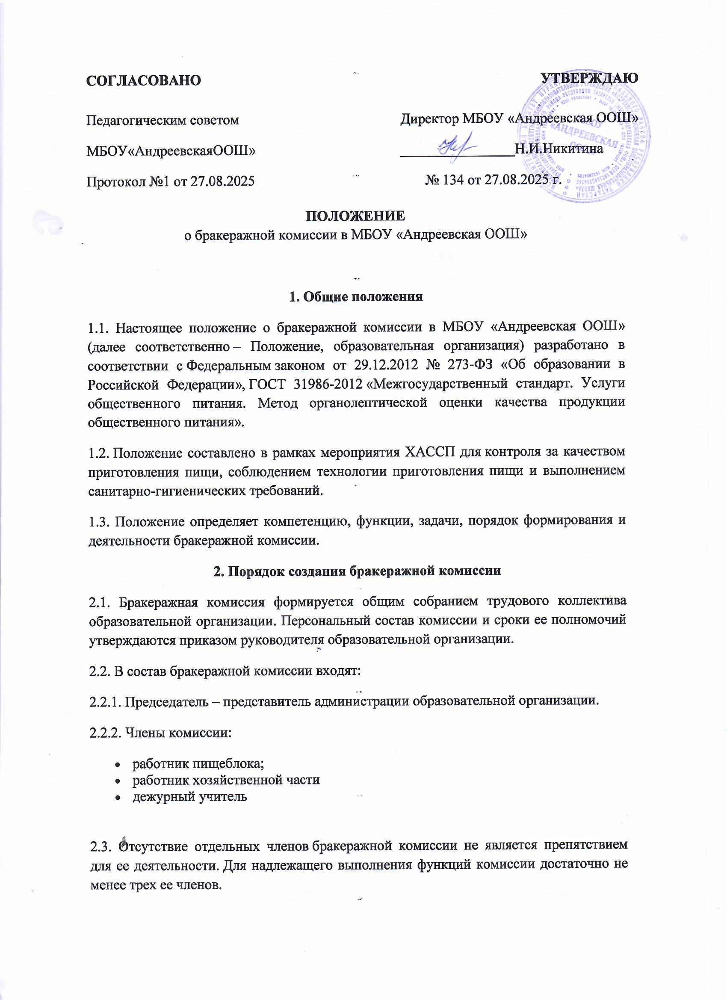 СОГЛАСОВАНО
УТВЕРЖДАЮ
Педагогическим советом
Директор МБОУ «Андреевская ООШ»
МБОУ«АндреевскаяООШ»
Н.И.Никитина
Протокол №1 от 27.08.2025
№ 134 от 27.08.2025 г.
МБОУ
«АНДРЕЕВСКАЯ
ООШ»
ПОЛОЖЕНИЕ
о бракеражной комиссии в МБОУ «Андреевская ООШ»
1. Общие положения
1.1. Настоящее положение о бракеражной комиссии в МБОУ «Андреевская ООШ»
(далее соответственно – Положение, образовательная организация) разработано в
соответствии с Федеральным законом от 29.12.2012 № 273-ФЗ «Об образовании в
Российской Федерации», ГОСТ 31986-2012 «Межгосударственный стандарт. Услуги
общественного питания. Метод органолептической оценки качества продукции
общественного питания».
1.2. Положение составлено в рамках мероприятия ХАССП для контроля за качеством
приготовления пищи, соблюдением технологии приготовления пищи и выполнением
санитарно-гигиенических требований.
1.3. Положение определяет компетенцию, функции, задачи, порядок формирования и
деятельности бракеражной комиссии.
2. Порядок создания бракеражной комиссии
2.1. Бракеражная комиссия формируется общим собранием трудового коллектива
образовательной организации. Персональный состав комиссии и сроки ее полномочий
утверждаются приказом руководителя образовательной организации.
2.2. В состав бракеражной комиссии входят:
2.2.1. Председатель – представитель администрации образовательной организации.
2.2.2. Члены комиссии:
• работник пищеблока;
• работник хозяйственной части
• дежурный учитель
2.3. Отсутствие отдельных членов бракеражной комиссии не является препятствием
для ее деятельности. Для надлежащего выполнения функций комиссии достаточно не
менее трех ее членов.